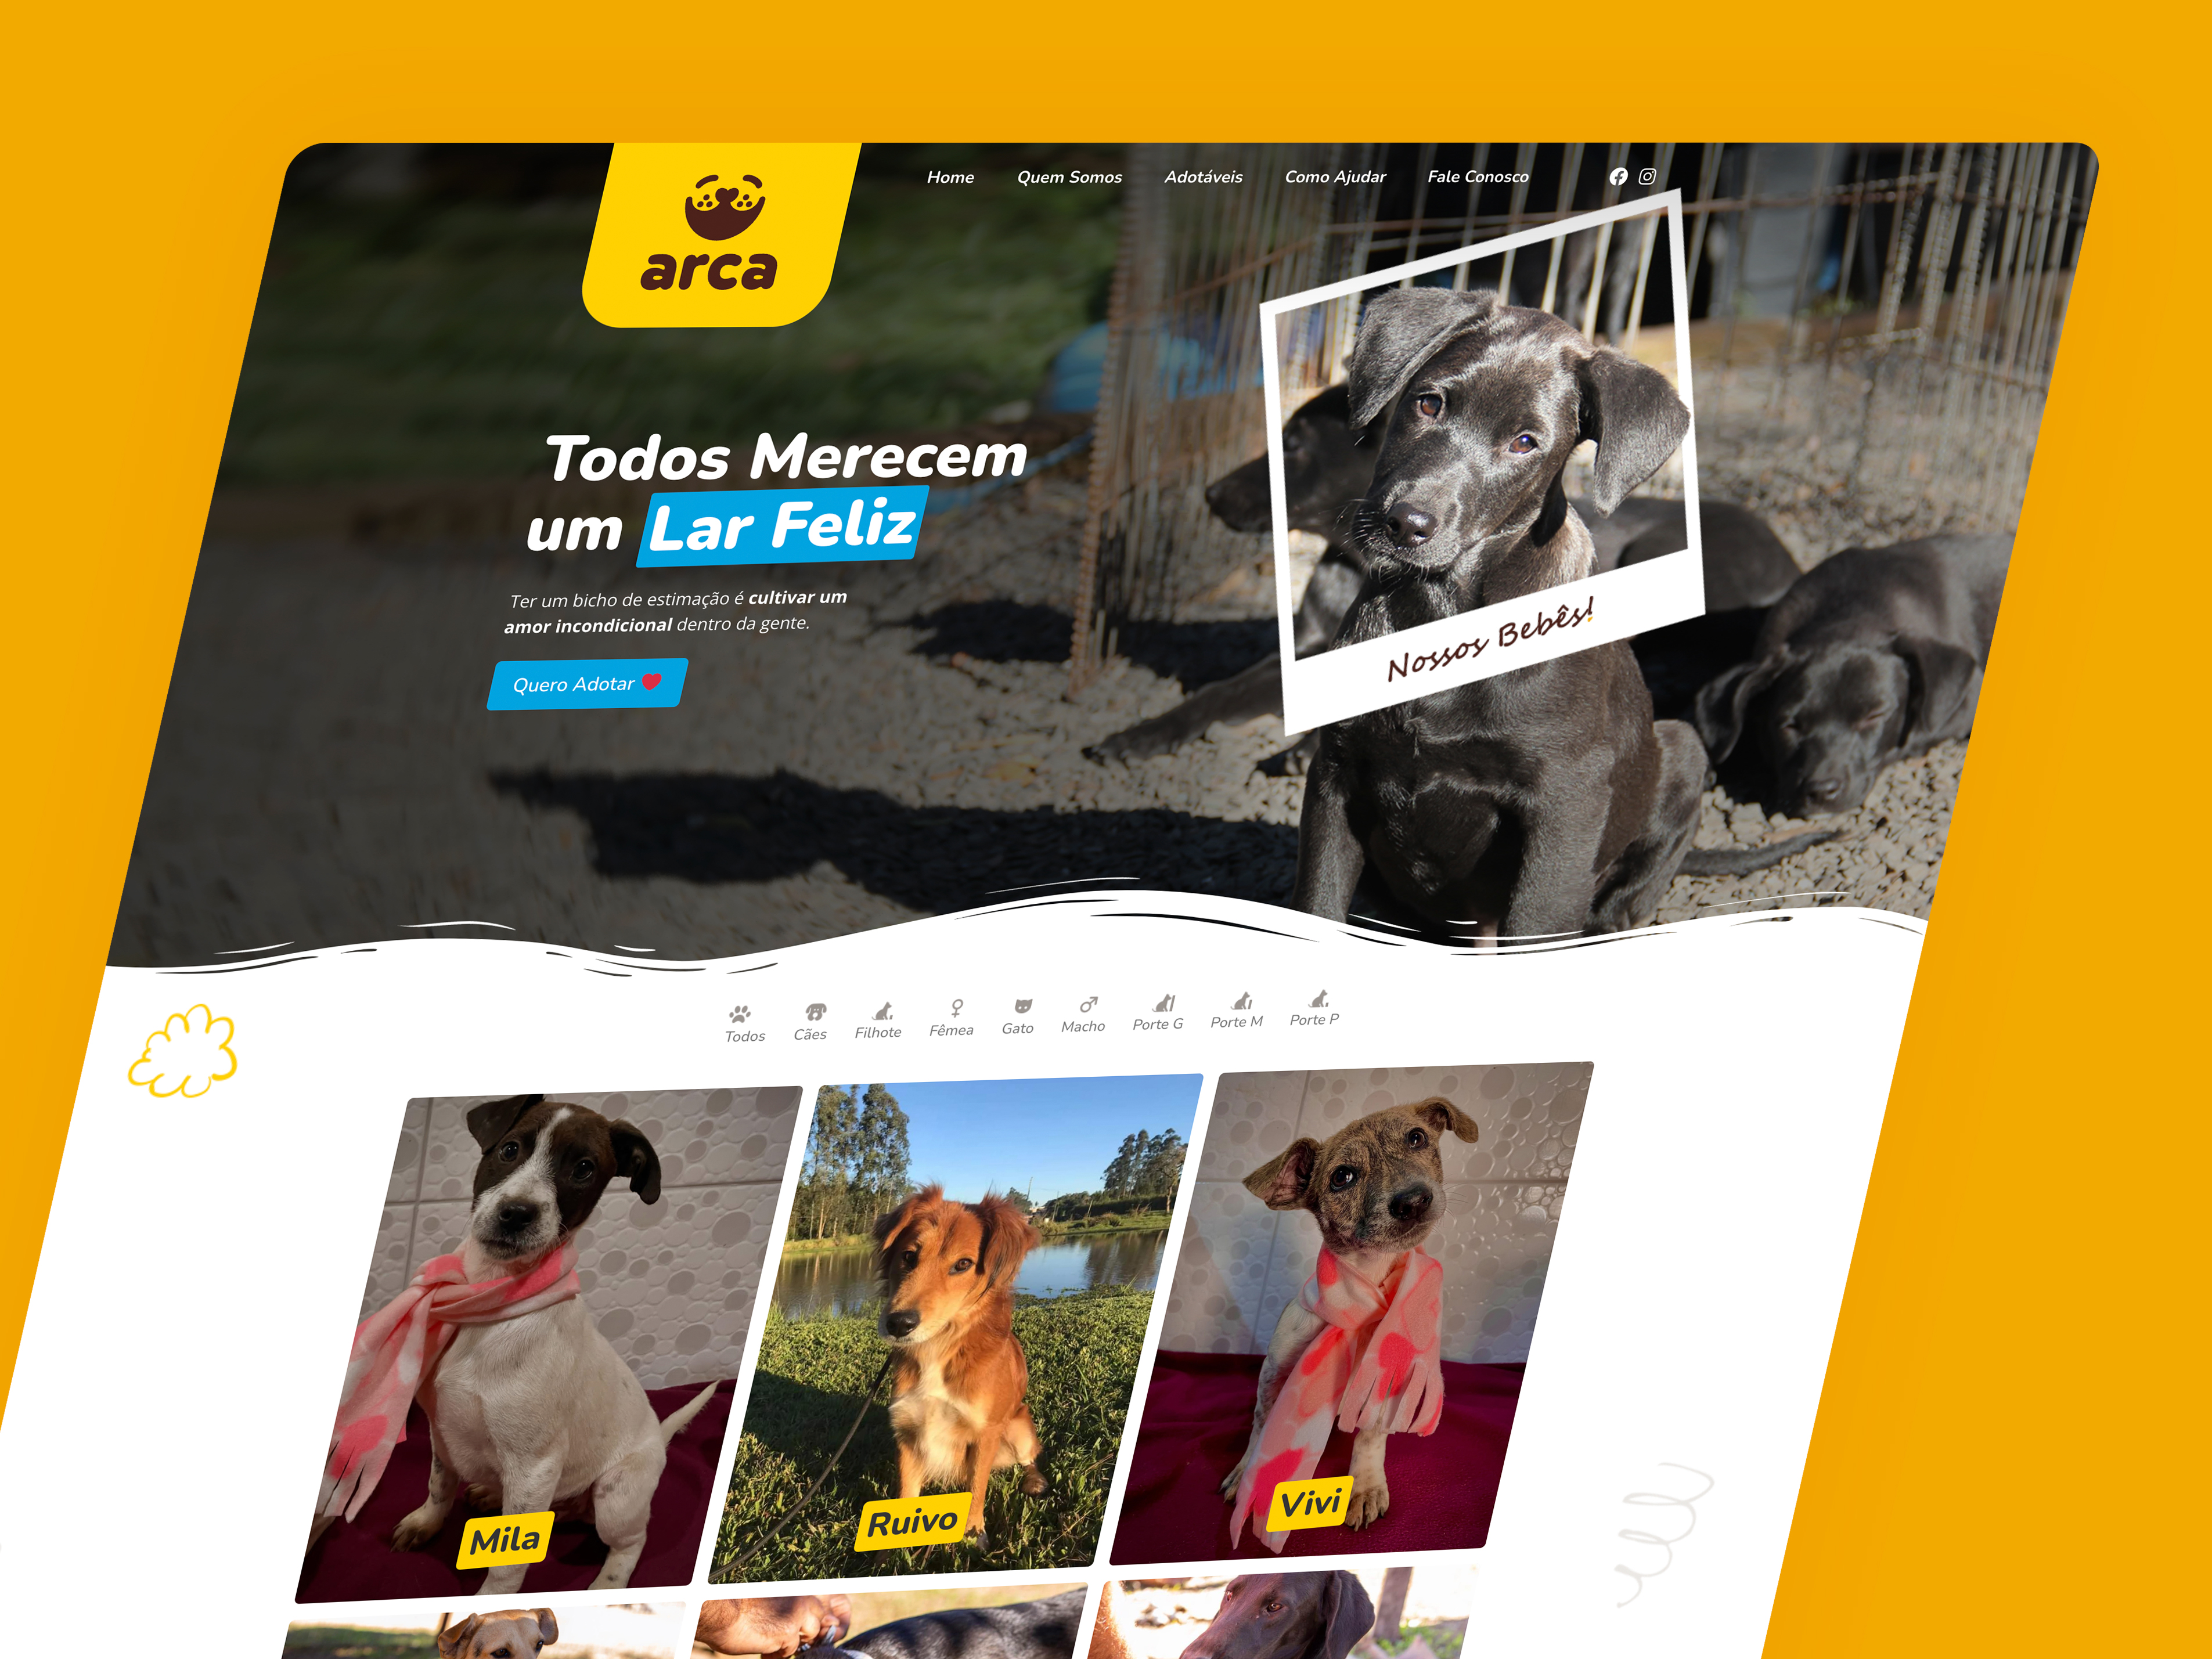 arca
Home
Quem Somos
Adotáveis
Como Ajudar
Fale Conosco
Todos Merecem
um Lar Feliz
Ter um bicho de estimação é cultivar um
amor incondicional dentro da gente.
Quero Adotar
Nossos Bebês!
Todos
Cães
Filhote
Fêmea
Gato
Macho
Porte G
Porte M
Porte P
Mila
Ruivo
Vivi